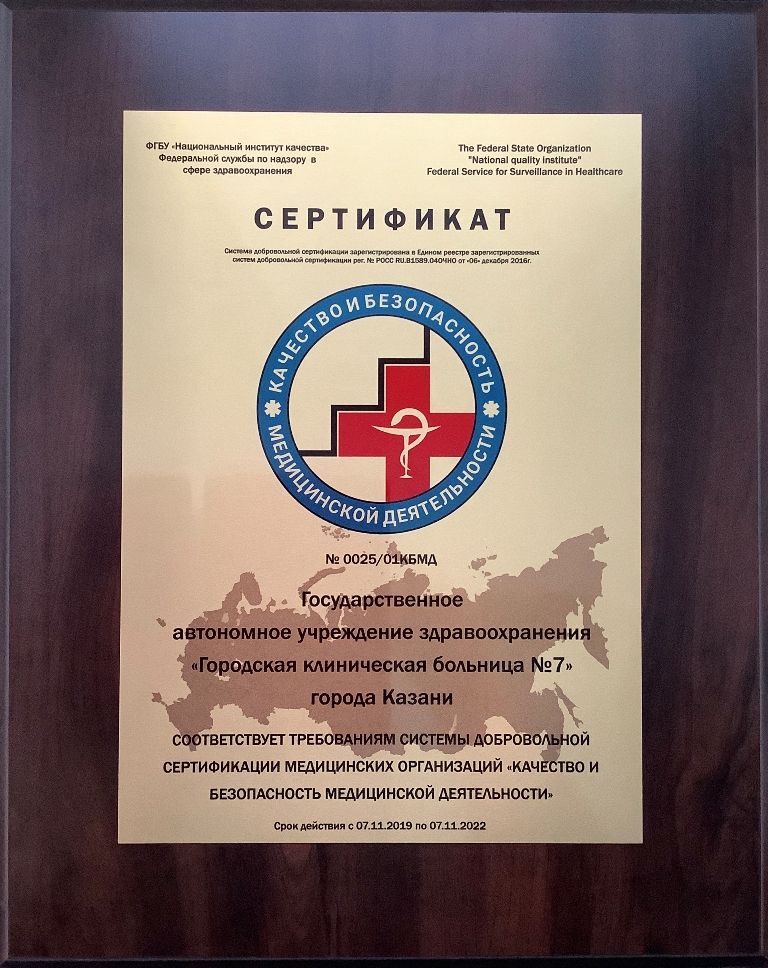 ФГБУ «Национальный институт качества»
Федеральной службы по надзору в
сфере здравоохранения
The Federal State Organization
"National quality institute"
Federal Service for Surveillance in Healthcare
СЕРТИФИКАТ
Система добровольной сертификации зарегистрирована в Едином реестре зарегистрированных
систем добровольной сертификации рег. № РОСС RU.В1589.04ОЧН0 от «06» декабря 2016г.
КАЧЕСТВО И БЕЗОПАСНОСТЬ
МЕДИЦИНСКОЙ ДЕЯТЕЛЬНОСТИ
№ 0025/01КБМД
Государственное
автономное учреждение здравоохранения
«Городская клиническая больница №7»
города Казани
СООТВЕТСТВУЕТ ТРЕБОВАНИЯМ СИСТЕМЫ ДОБРОВОЛЬНОЙ
СЕРТИФИКАЦИИ МЕДИЦИНСКИХ ОРГАНИЗАЦИЙ «КАЧЕСТВО И
БЕЗОПАСНОСТЬ МЕДИЦИНСКОЙ ДЕЯТЕЛЬНОСТИ»
Срок действия с 07.11.2019 по 07.11.2022